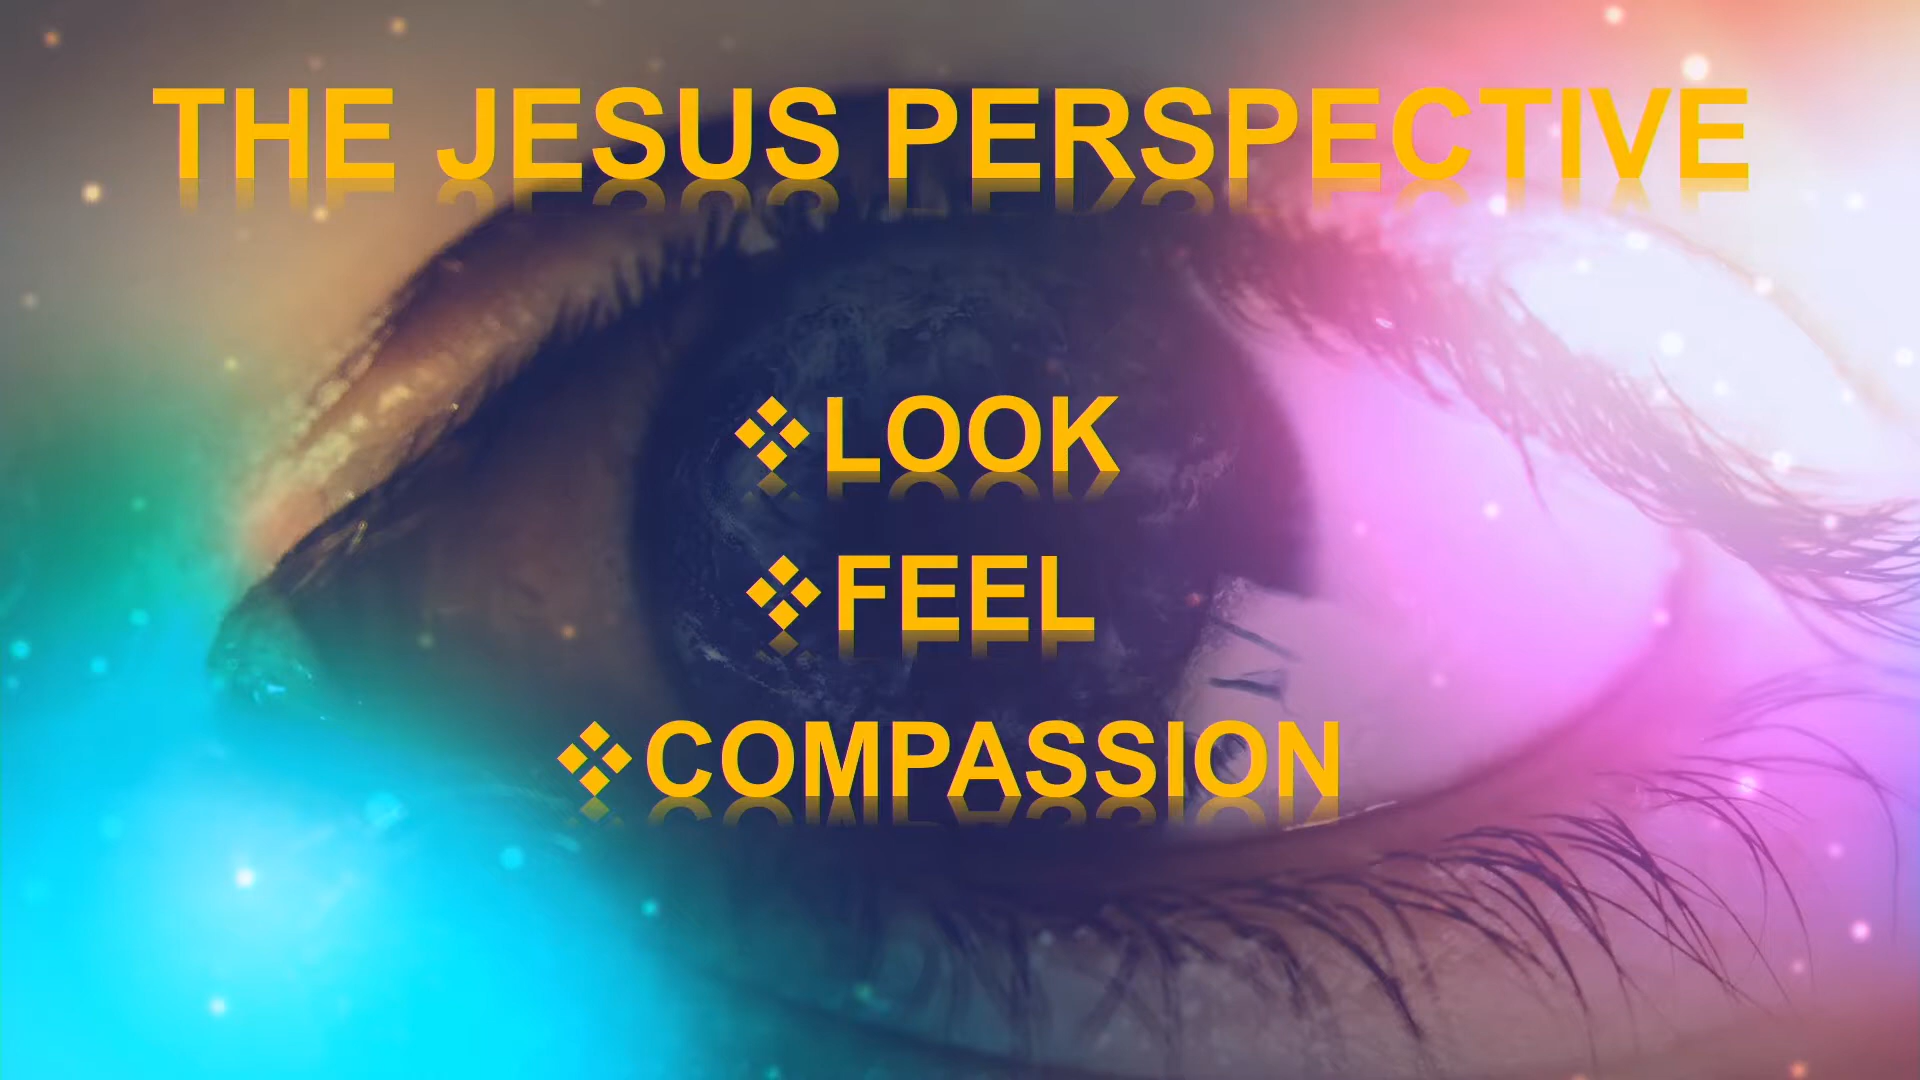 THE JESUS PERSPECTIVE
❖LOOK
❖FEEL
❖COMPASSION